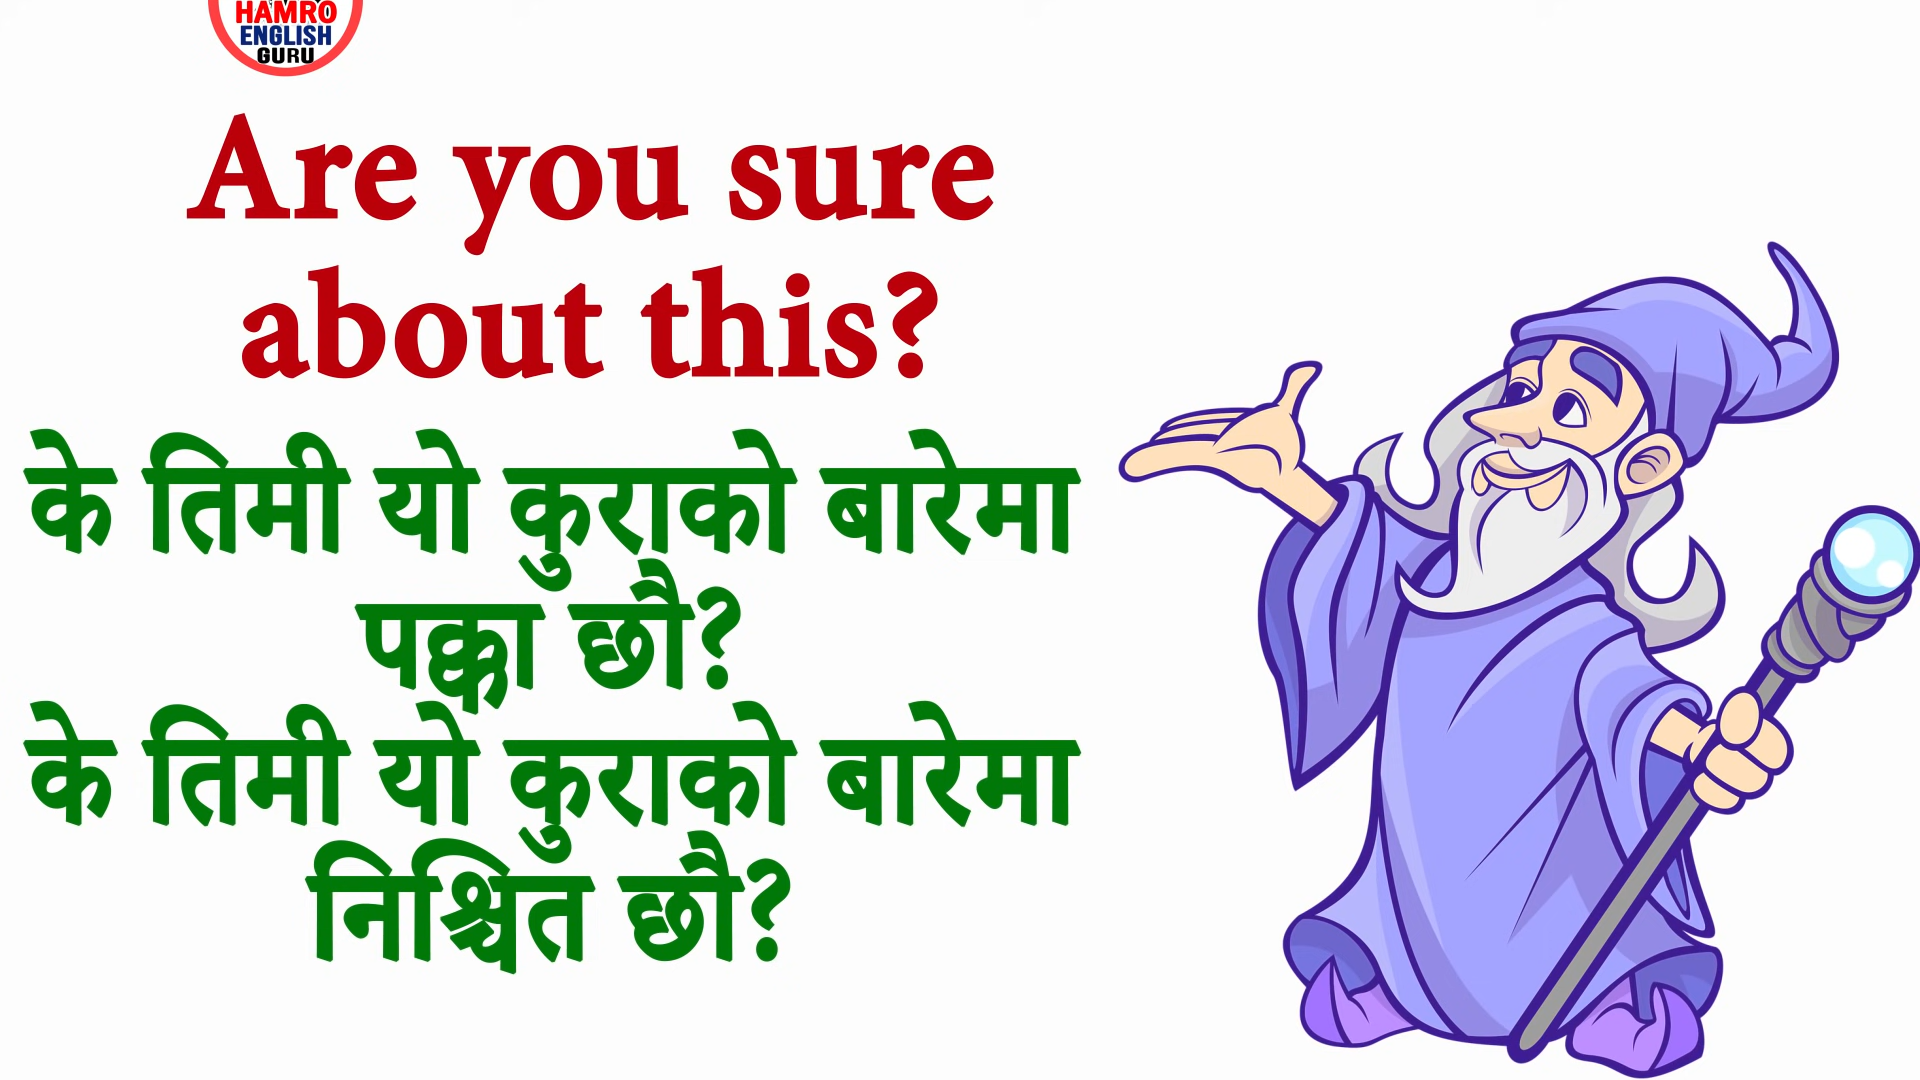 HAMRO
ENGLISH
GURU
Are you sure
about this?
के तिमी यो कुराको बारेमा
पक्का छौ?
के तिमी यो कुराको बारेमा
निश्चित छौ?